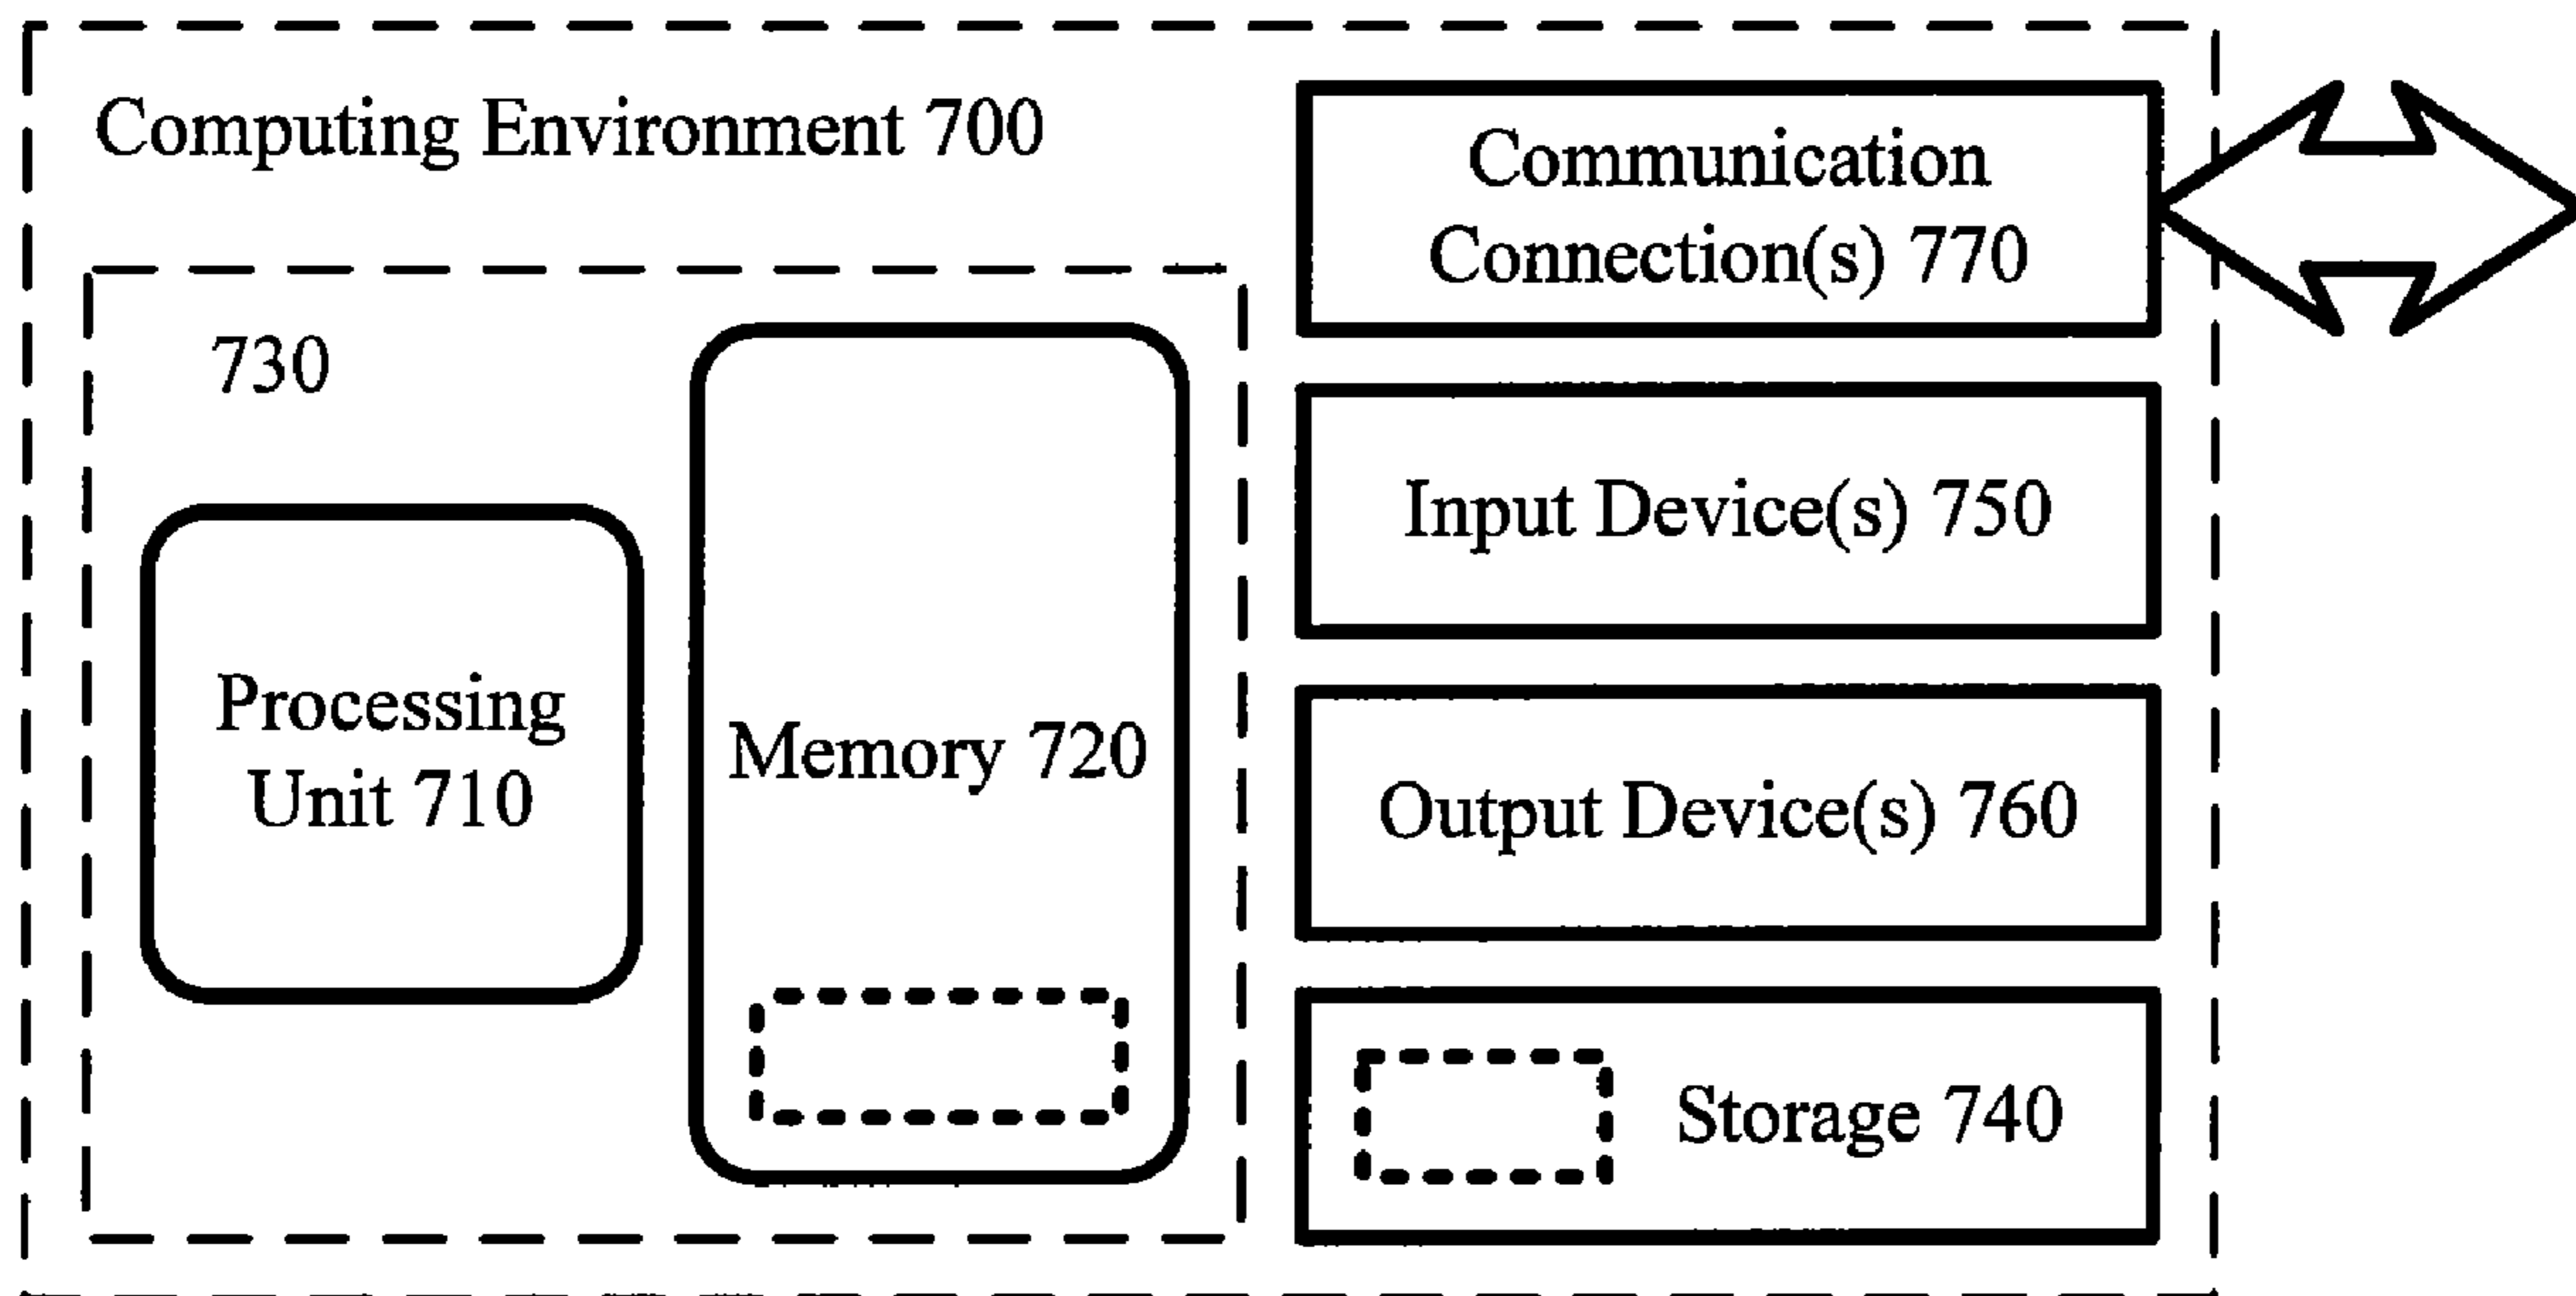 Computing Environment 700
730
Processing
Unit 710
Memory 720
Communication
Connection(s) 770
Input Device(s) 750
Output Device(s) 760
Storage 740